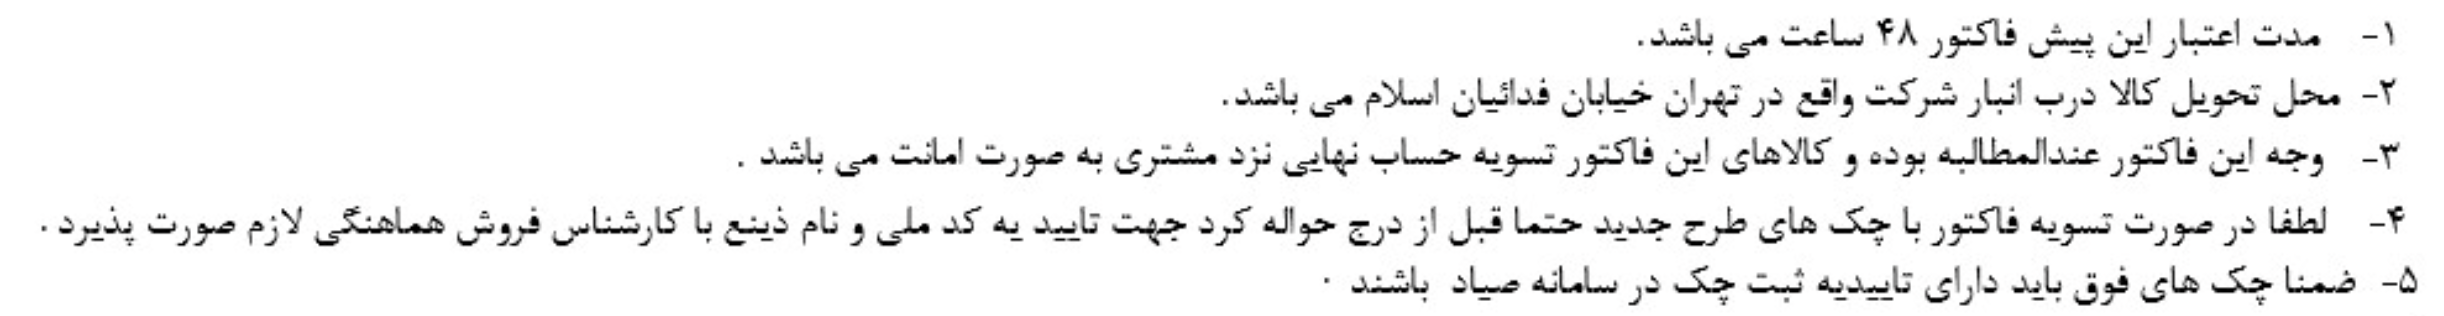 ۱- مدت اعتبار این پیش فاکتور ۴۸ ساعت می باشد.
۲- محل تحویل کالا درب انبار شرکت واقع در تهران خیابان فدائیان اسلام می باشد.
۳- وجه این فاکتور عندالمطالبه بوده و کالاهای این فاکتور تسویه حساب نهایی نزد مشتری به صورت امانت می باشد .
۴- لطفا در صورت تسویه فاکتور با چک های طرح جدید حتما قبل از درج حواله کرد جهت تایید یه کد ملی و نام ذینع با کارشناس فروش هماهنگی لازم صورت پذیرد .
۵- ضمنا چک های فوق باید دارای تاییدیه ثبت چک در سامانه صیاد باشند .